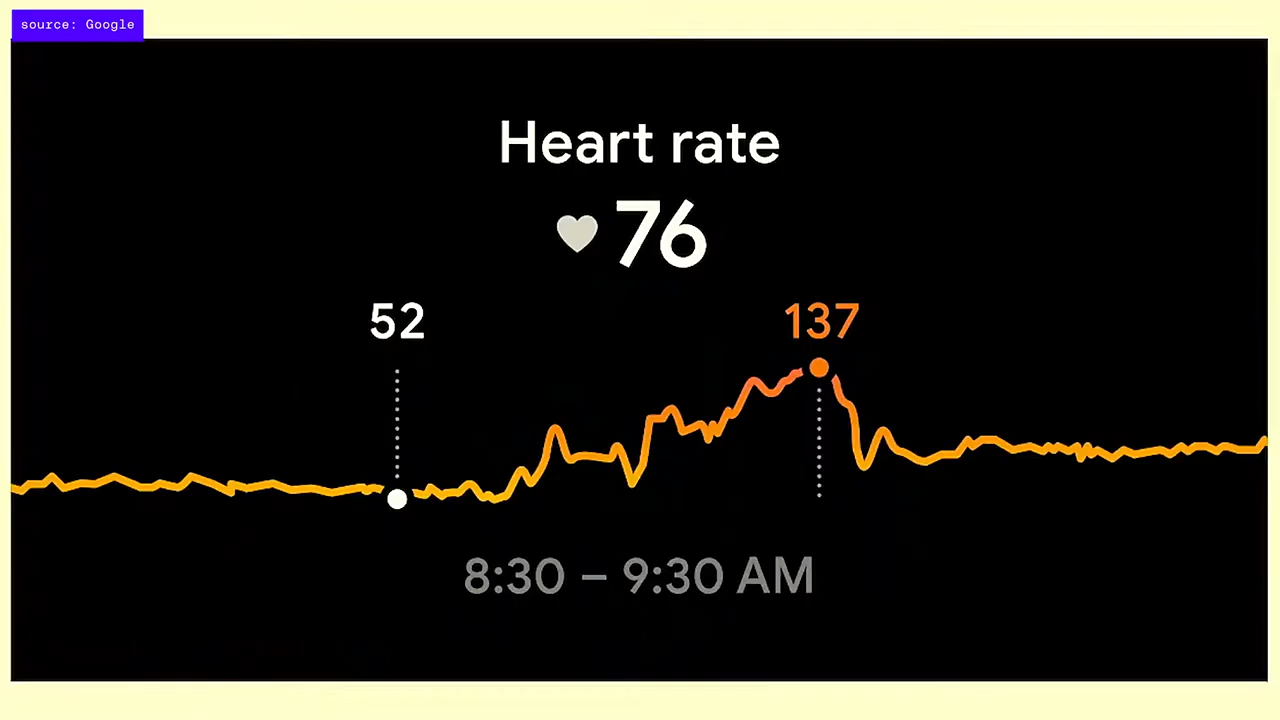 source: Google
Heart rate
76
52
137
8:30 – 9:30 AM